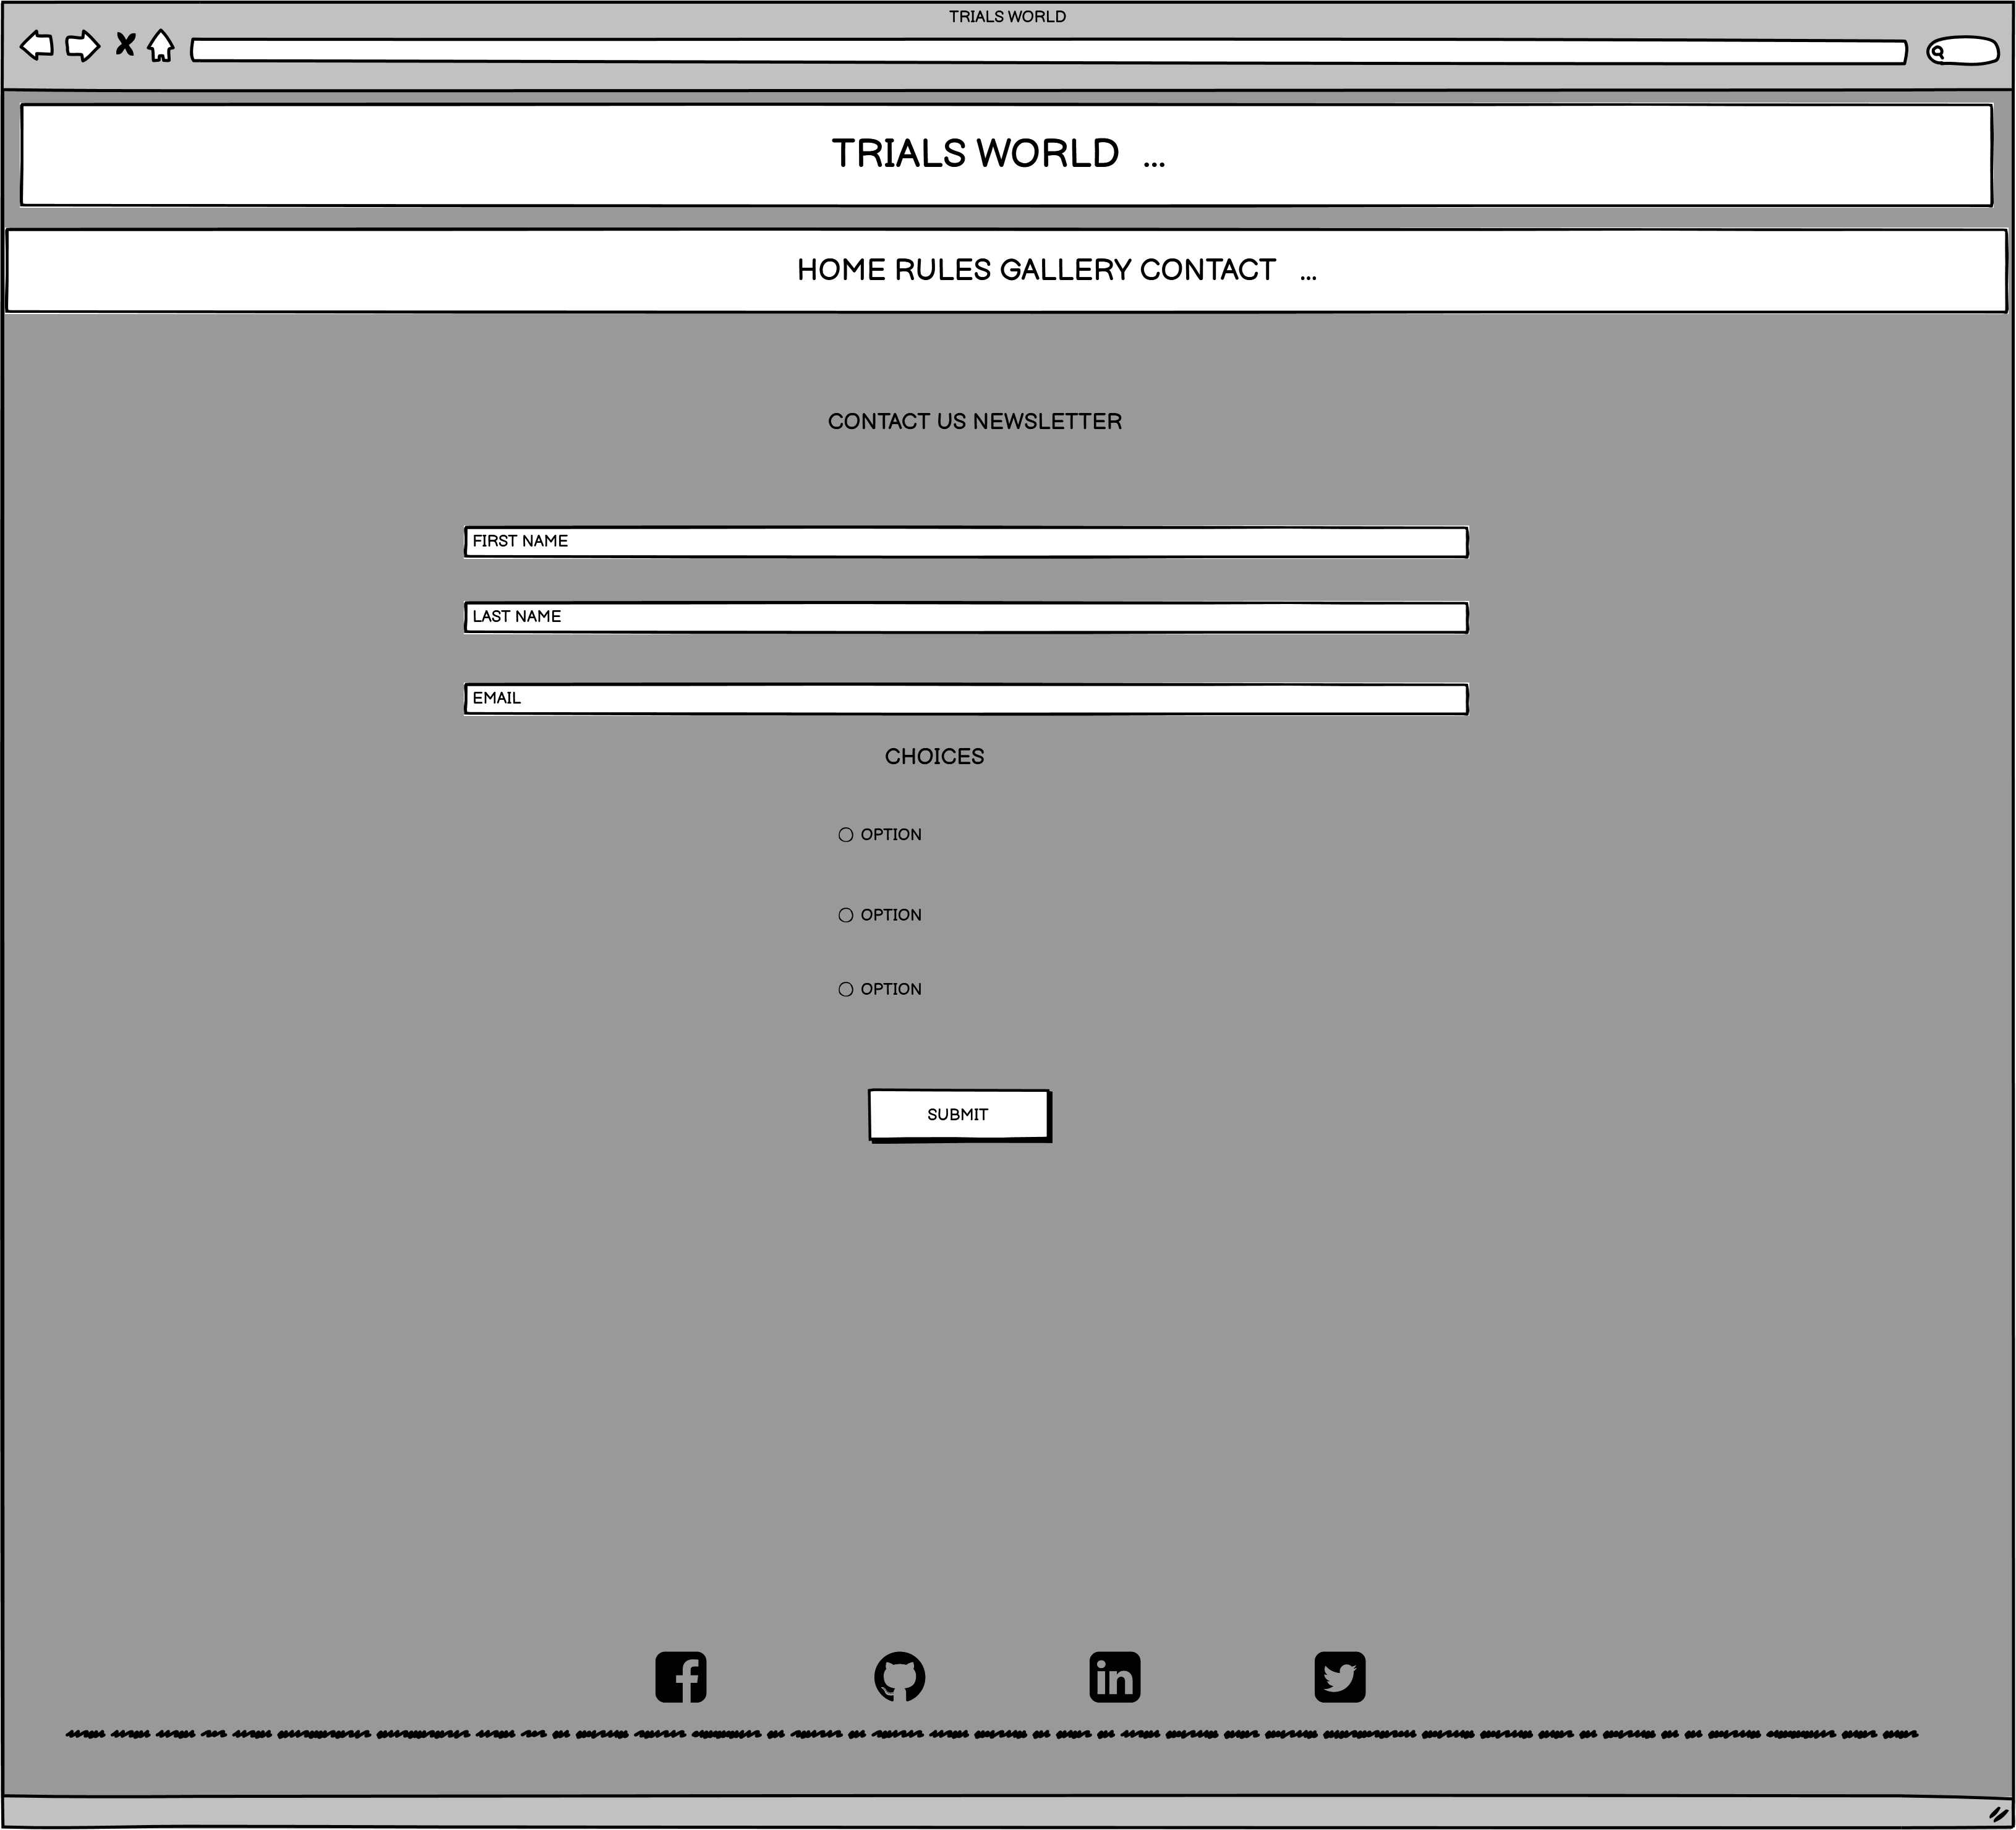 TRIALS WORLD
TRIALS WORLD ...
HOME RULES GALLERY CONTACT ...
CONTACT US NEWSLETTER
FIRST NAME
LAST NAME
EMAIL
CHOICES
OPTION
OPTION
OPTION
SUBMIT